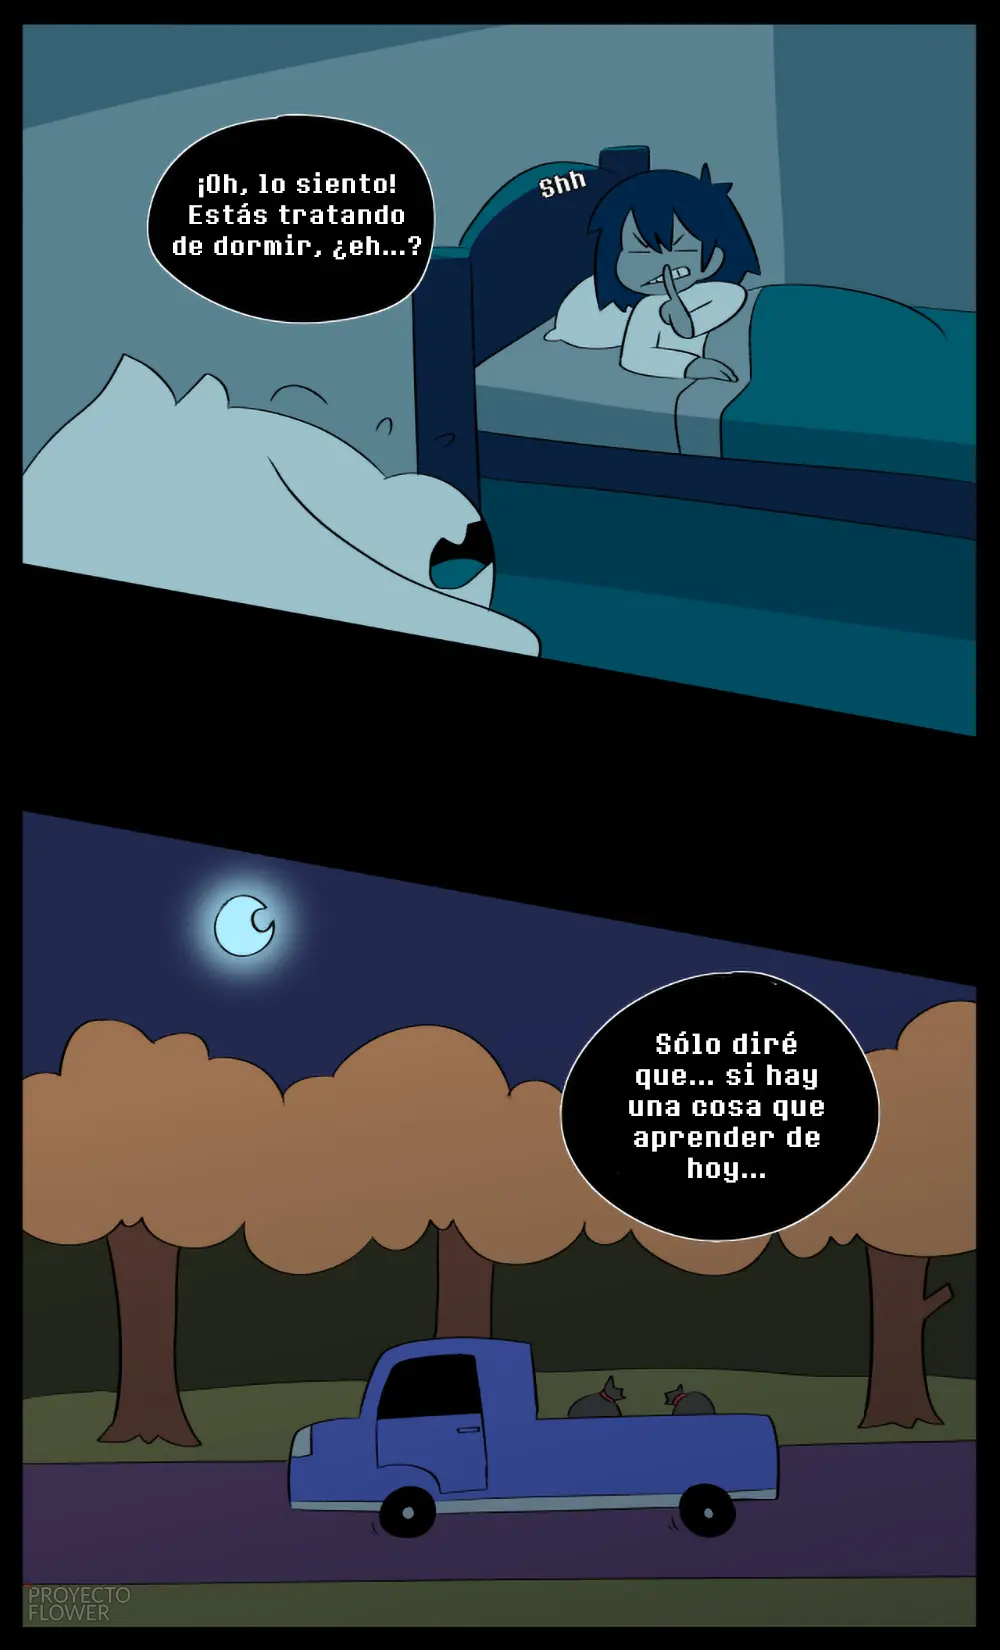 ¡Oh, lo siento!
Estás tratando
de dormir, ¿eh...?
Shh
Sólo diré
que... si hay
una cosa que
aprender de
hoy...
PROYECTO
FLOWER